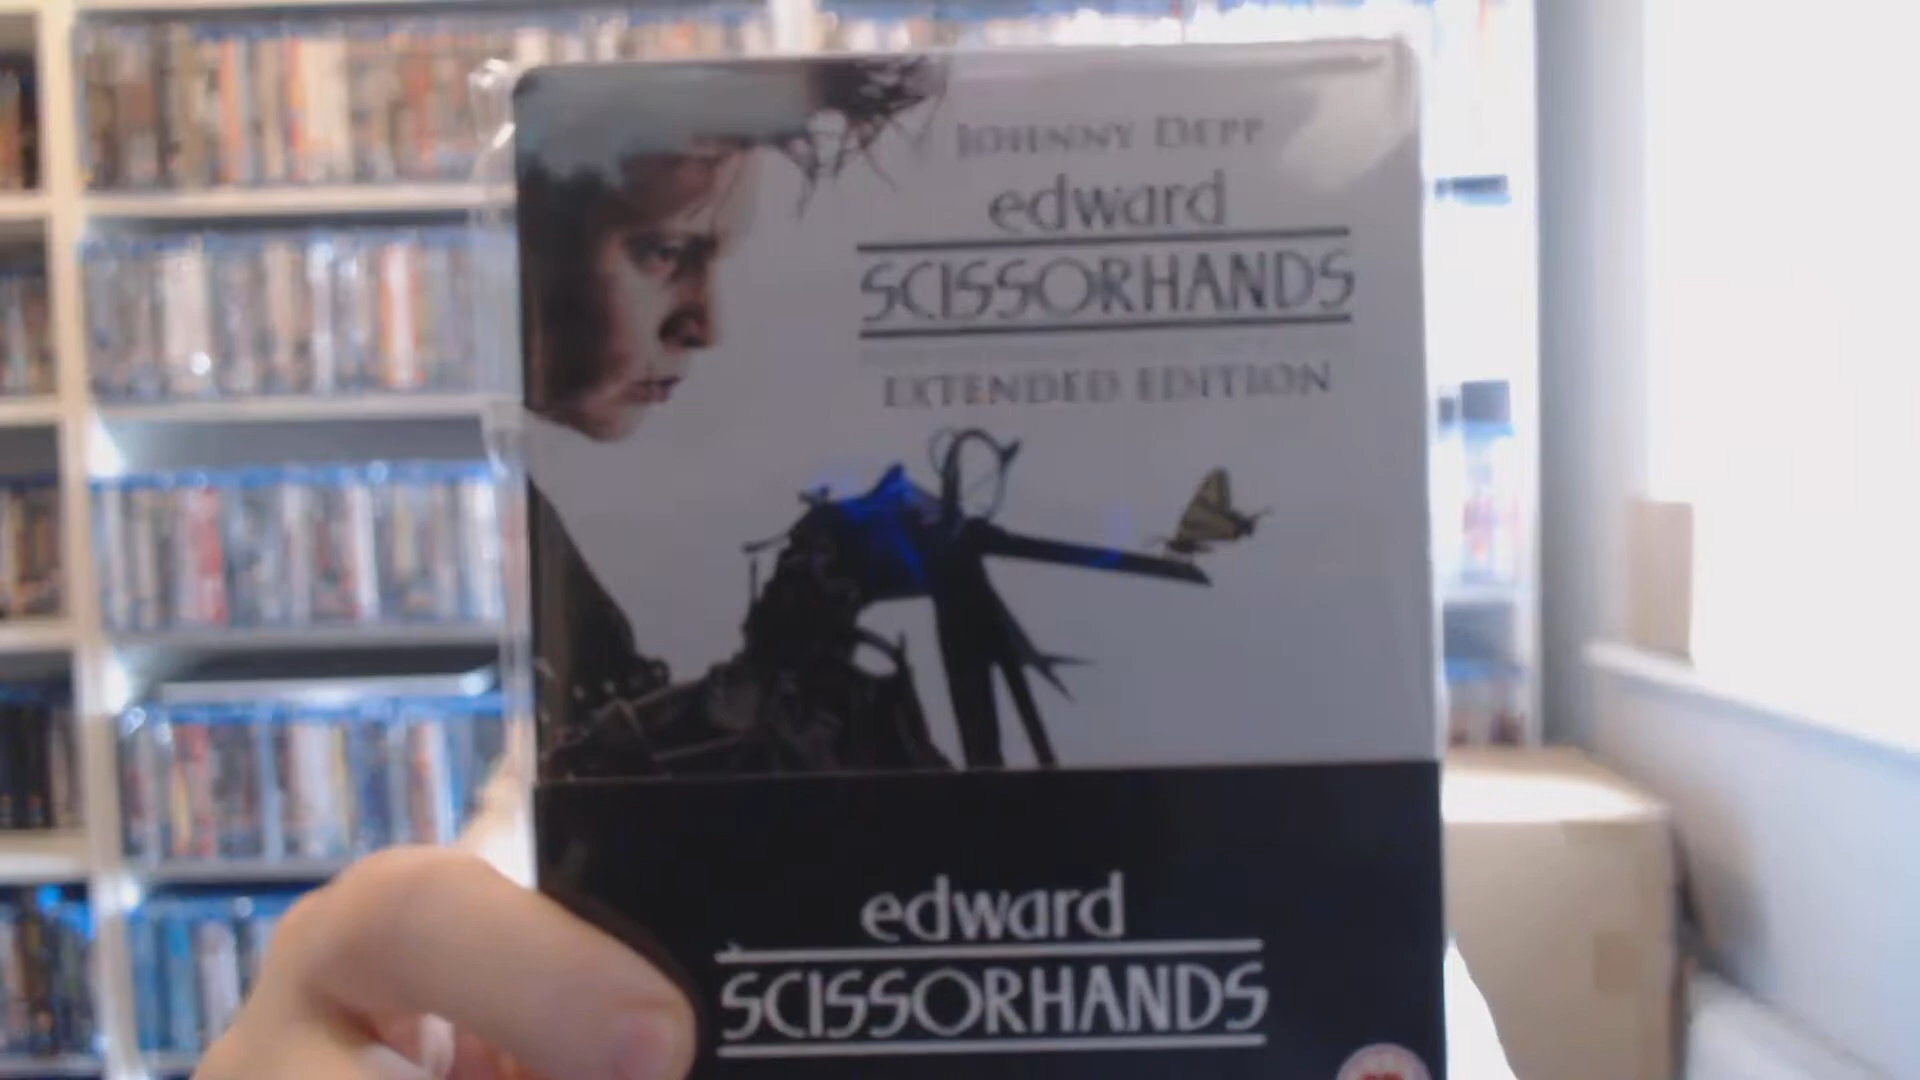 JOHNNY DEPP
edward
SCISSORHANDS
EXTENDED EDITION
edward
SCISSORHANDS